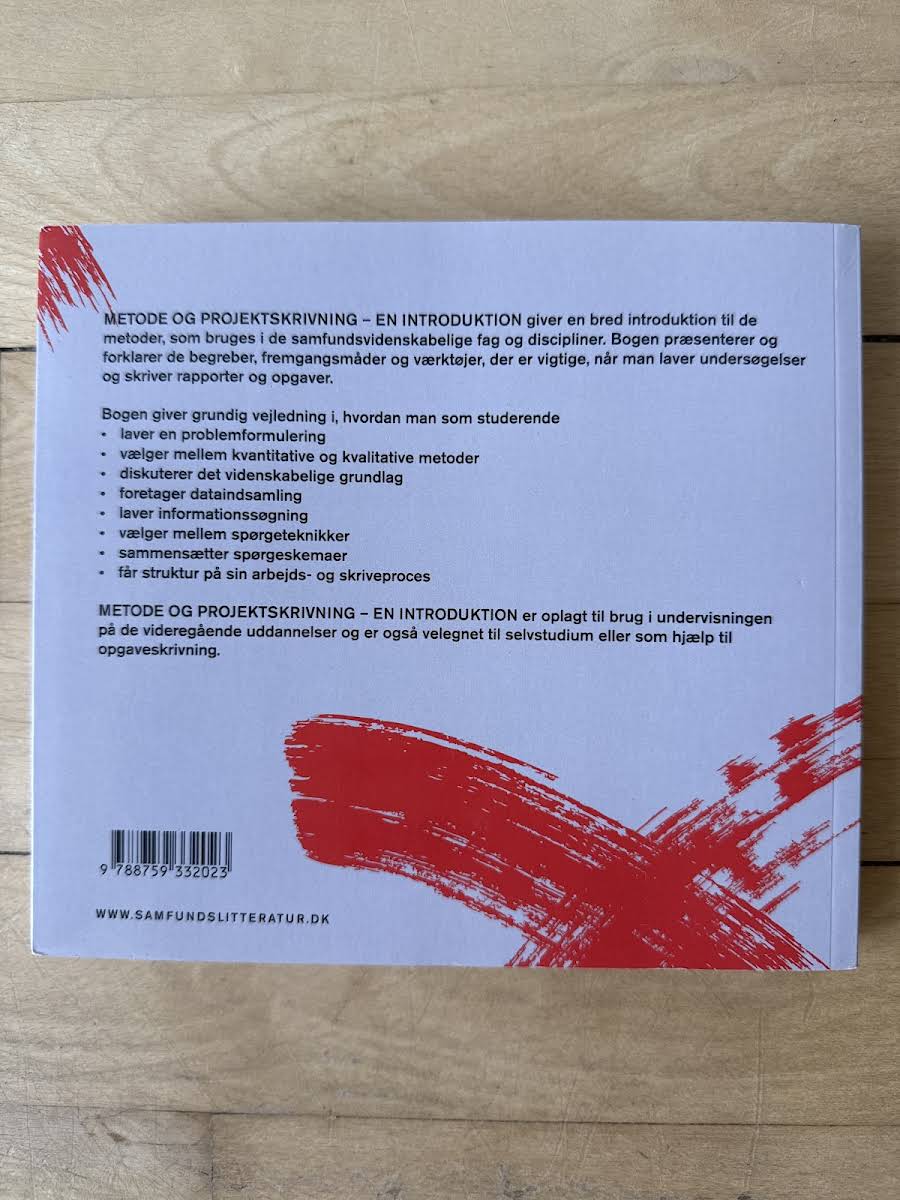 METODE OG PROJEKTSKRIVNING – EN INTRODUKTION giver en bred introduktion til de
metoder, som bruges i de samfundsvidenskabelige fag og discipliner. Bogen præsenterer og
forklarer de begreber, fremgangsmåder og værktøjer, der er vigtige, når man laver undersøgelser
og skriver rapporter og opgaver.
Bogen giver grundig vejledning i, hvordan man som studerende
• laver en problemformulering
• vælger mellem kvantitative og kvalitative metoder
• diskuterer det videnskabelige grundlag
• foretager dataindsamling
• laver informationssøgning
• vælger mellem spørgeteknikker
• sammensætter spørgeskemaer
• får struktur på sin arbejds- og skriveproces
METODE OG PROJEKTSKRIVNING – EN INTRODUKTION er oplagt til brug i undervisningen
på de videregående uddannelser og er også velegnet til selvstudium eller som hjælp til
opgaveskrivning.
9 788759 332023
WWW.SAMFUNDSLITTERATUR.DK